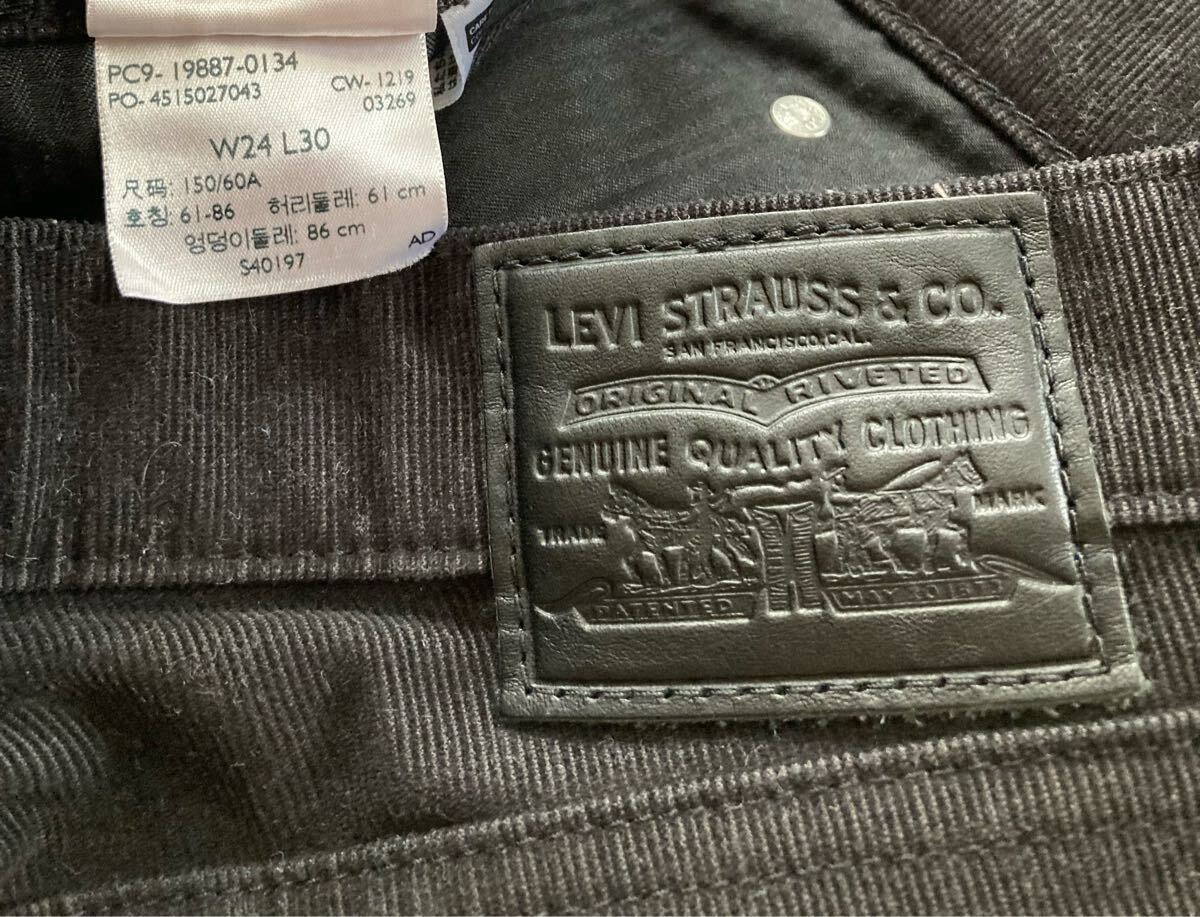 PC9- 19887-0134
PO- 4515027043
CW- 1219
03269
W24 L30
尺码: 150/60A
호칭: 61-86 허리둘레: 61 cm
엉덩이둘레: 86 cm
AD
S40197
LEVI STRAUSS & CO.
SAN FRANCISCO, CAL.
ORIGINAL RIVETED
GENUINE QUALITY CLOTHING
TRADE MARK
PATENTED MAY 20